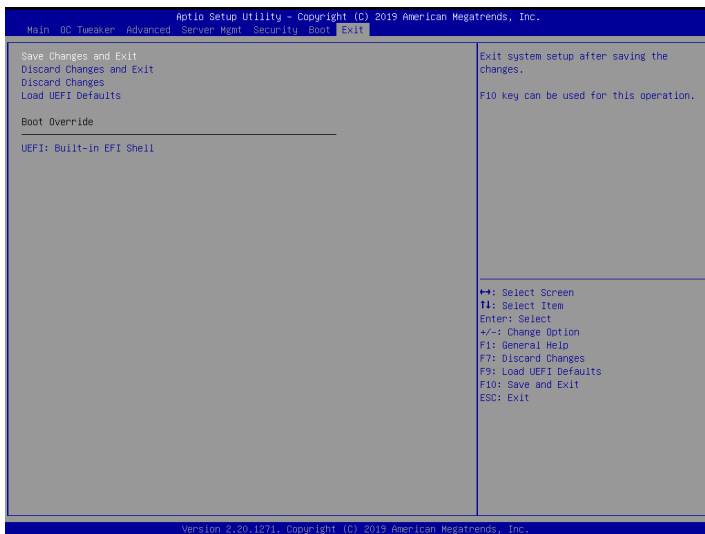 Aptio Setup Utility – Copyright (C) 2019 American Megatrends, Inc.
Main OC Tweaker Advanced Server Mgmt Security Boot Exit
Save Changes and Exit
Discard Changes and Exit
Discard Changes
Load UEFI Defaults
Boot Override
UEFI: Built-in EFI Shell
Exit system setup after saving the
changes.
F10 key can be used for this operation.
↔: Select Screen
↑↓: Select Item
Enter: Select
+/-: Change Option
F1: General Help
F7: Discard Changes
F9: Load UEFI Defaults
F10: Save and Exit
ESC: Exit
Version 2.20.1271. Copyright (C) 2019 American Megatrends, Inc.